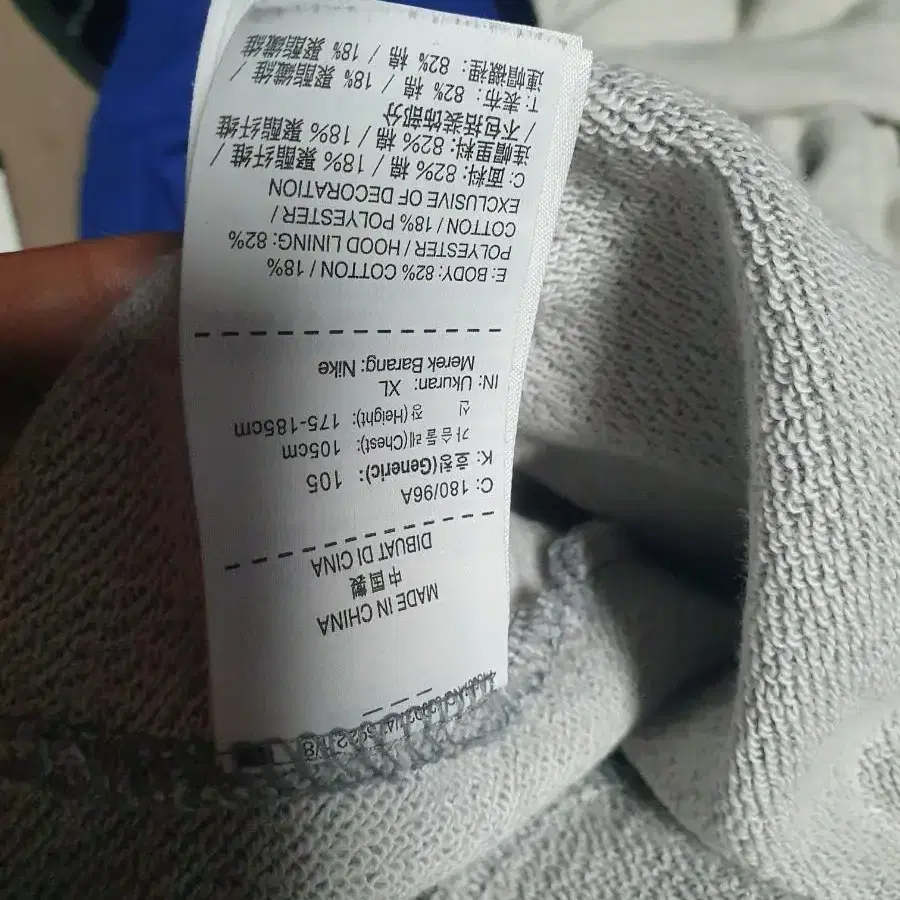 MADE IN CHINA
中國製
DIBUAT DI CINA
C: 180/96A
K: 호칭(Generic): 105
가슴둘레(Chest): 105cm
신 장(Height): 175-185cm
IN: Ukuran: XL
Merek Barang: Nike
E: BODY: 82% COTTON / 18%
POLYESTER / HOOD LINING: 82%
COTTON / 18% POLYESTER /
EXCLUSIVE OF DECORATION
C: 面料: 82% 棉 / 18% 聚酯纤维 /
连帽里料: 82% 棉 / 18% 聚酯纤维
/ 不包括装饰部分
T: 表布: 82% 棉 / 18% 聚酯纖維 /
連帽襯裡: 82% 棉 / 18% 聚酯纖維